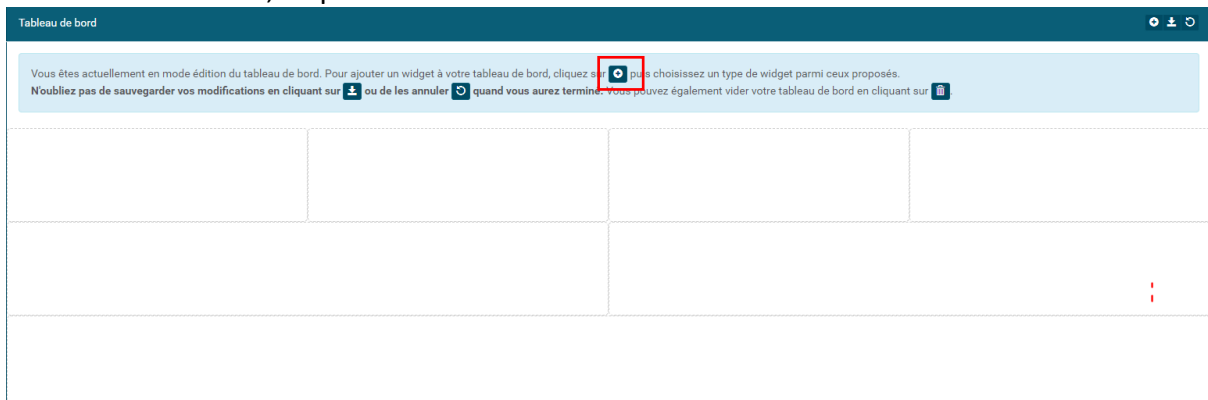 Tableau de bord
Vous êtes actuellement en mode édition du tableau de bord. Pour ajouter un widget à votre tableau de bord, cliquez sur puis choisissez un type de widget parmi ceux proposés.
N'oubliez pas de sauvegarder vos modifications en cliquant sur ou de les annuler quand vous aurez terminé. Vous pouvez également vider votre tableau de bord en cliquant sur .